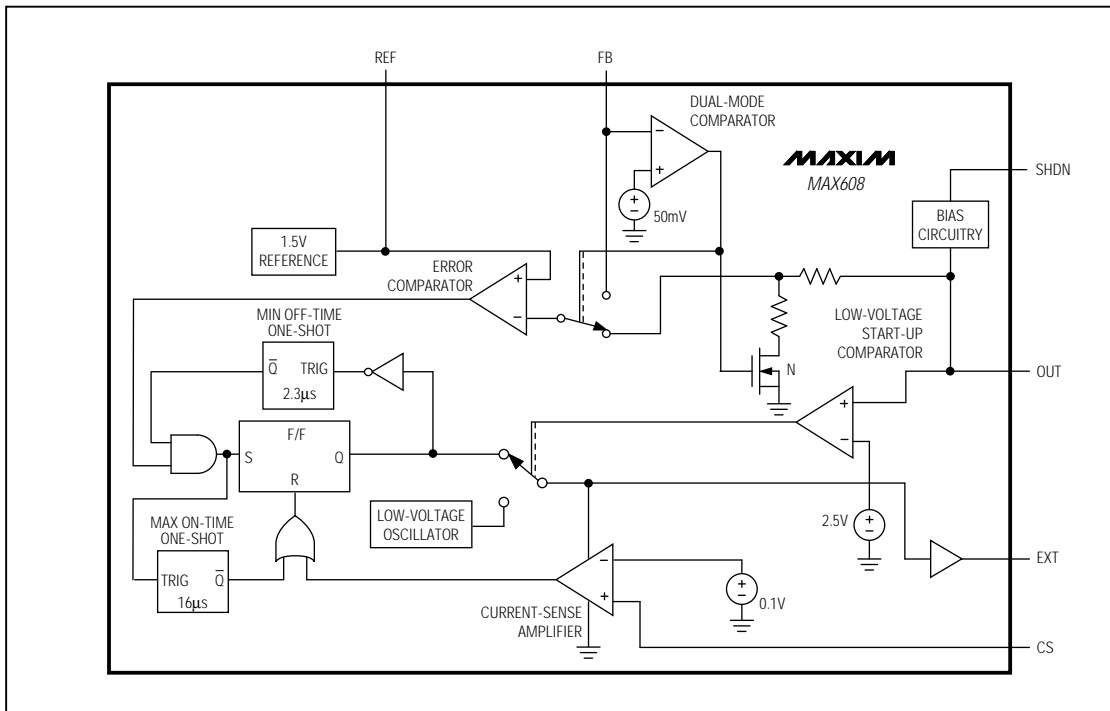 REF
FB
DUAL-MODE
COMPARATOR
MAXIM
MAX608
SHDN
50mV
BIAS
CIRCUITRY
1.5V
REFERENCE
ERROR
COMPARATOR
+
−
MIN OFF-TIME
ONE-SHOT
LOW-VOLTAGE
START-UP
COMPARATOR
Q̅ TRIG
2.3µs
N
OUT
F/F
S Q
R
+
−
LOW-VOLTAGE
OSCILLATOR
2.5V
MAX ON-TIME
ONE-SHOT
TRIG Q̅
16µs
EXT
−
+
0.1V
CURRENT-SENSE
AMPLIFIER
CS